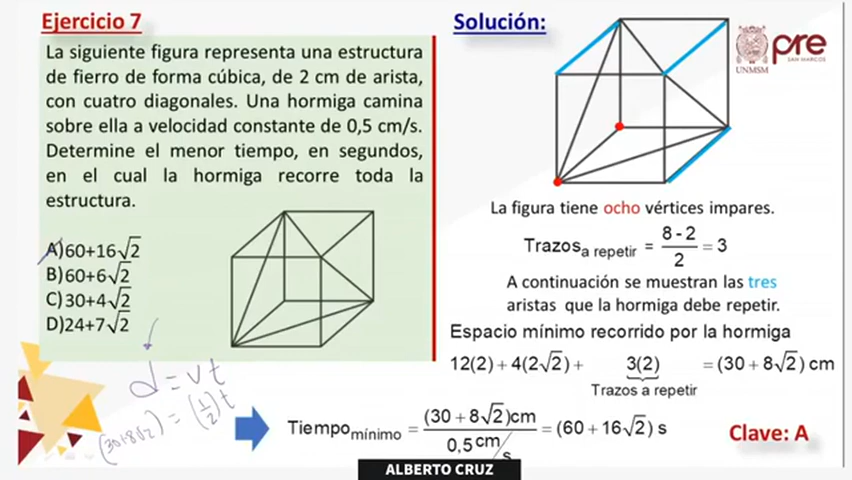 Ejercicio 7
La siguiente figura representa una estructura
de fierro de forma cúbica, de 2 cm de arista,
con cuatro diagonales. Una hormiga camina
sobre ella a velocidad constante de 0,5 cm/s.
Determine el menor tiempo, en segundos,
en el cual la hormiga recorre toda la
estructura.
A) 60+16√2
B) 60+6√2
C) 30+4√2
D) 24+7√2
d = vt
(30+8√2) = (1/2)t
Solución:
UNMSM
pre
SAN MARCOS
La figura tiene ocho vértices impares.
Trazos a repetir = (8 - 2)/2 = 3
A continuación se muestran las tres
aristas que la hormiga debe repetir.
Espacio mínimo recorrido por la hormiga
12(2) + 4(2√2) + 3(2) = (30 + 8√2) cm
Trazos a repetir
Tiempo mínimo = (30 + 8√2)cm / 0,5 cm/s = (60 + 16√2) s
Clave: A
ALBERTO CRUZ